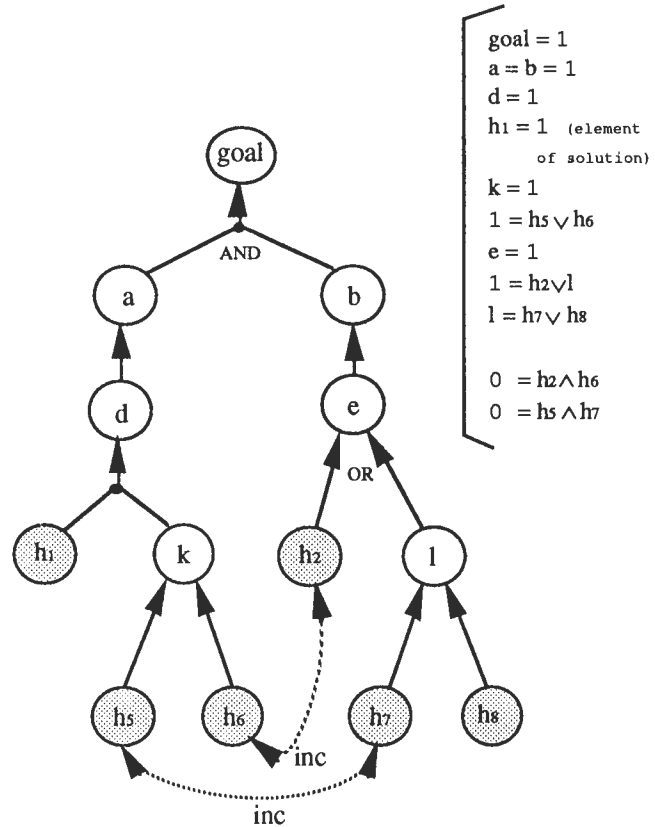 goal = 1
a = b = 1
d = 1
h1 = 1 (element
of solution)
k = 1
1 = h5 ∨ h6
e = 1
1 = h2 ∨ l
l = h7 ∨ h8
0 = h2 ∧ h6
0 = h5 ∧ h7
goal
AND
a
b
d
e
OR
h1
k
h2
l
h5
h6
h7
h8
inc
inc